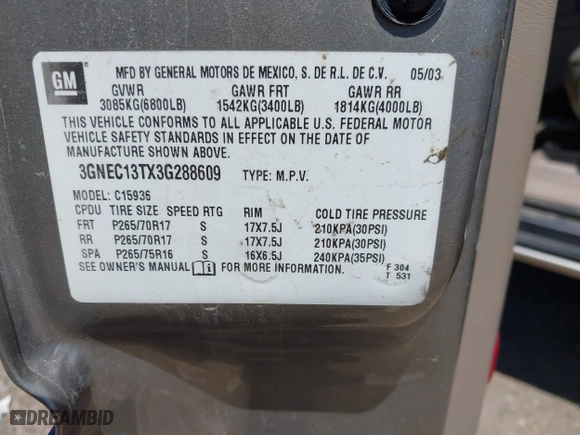 GM
MFD BY GENERAL MOTORS DE MEXICO, S. DE R.L. DE C.V. 05/03
GVWR GAWR FRT GAWR RR
3085KG(6800LB) 1542KG(3400LB) 1814KG(4000LB)
THIS VEHICLE CONFORMS TO ALL APPLICABLE U.S. FEDERAL MOTOR
VEHICLE SAFETY STANDARDS IN EFFECT ON THE DATE OF
MANUFACTURE SHOWN ABOVE.
3GNEC13TX3G288609 TYPE: M.P.V.
MODEL: C15936
CPDU TIRE SIZE SPEED RTG RIM COLD TIRE PRESSURE
FRT P265/70R17 S 17X7.5J 210KPA(30PSI)
RR P265/70R17 S 17X7.5J 210KPA(30PSI)
SPA P265/75R16 S 16X6.5J 240KPA(35PSI)
SEE OWNER'S MANUAL FOR MORE INFORMATION.
F 304
T 531
DREAMBID